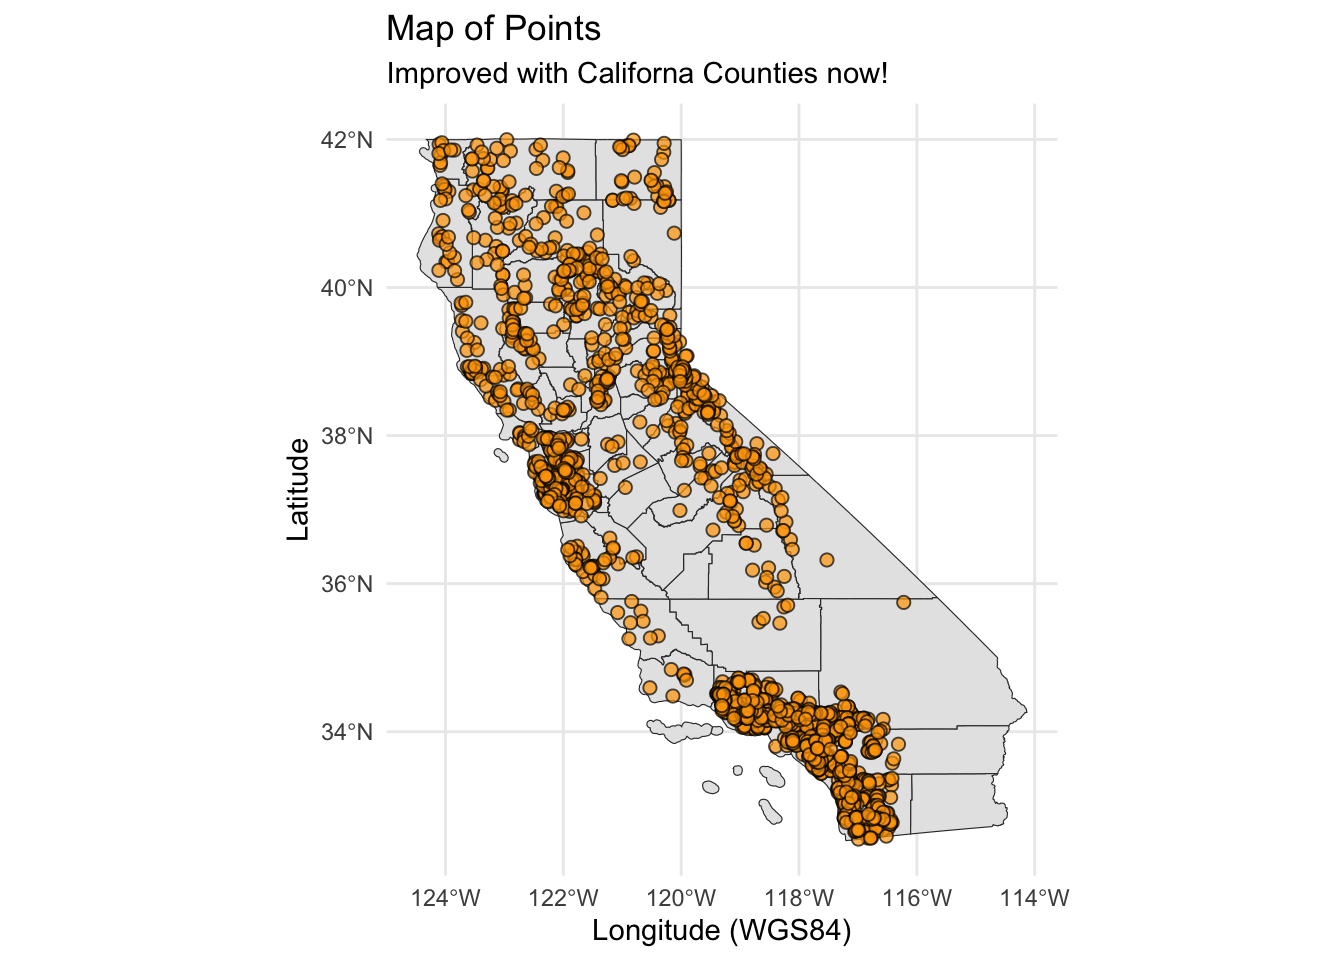 Map of Points
Improved with Californa Counties now!
42°N
40°N
38°N
36°N
34°N
Latitude
124°W 122°W 120°W 118°W 116°W 114°W
Longitude (WGS84)